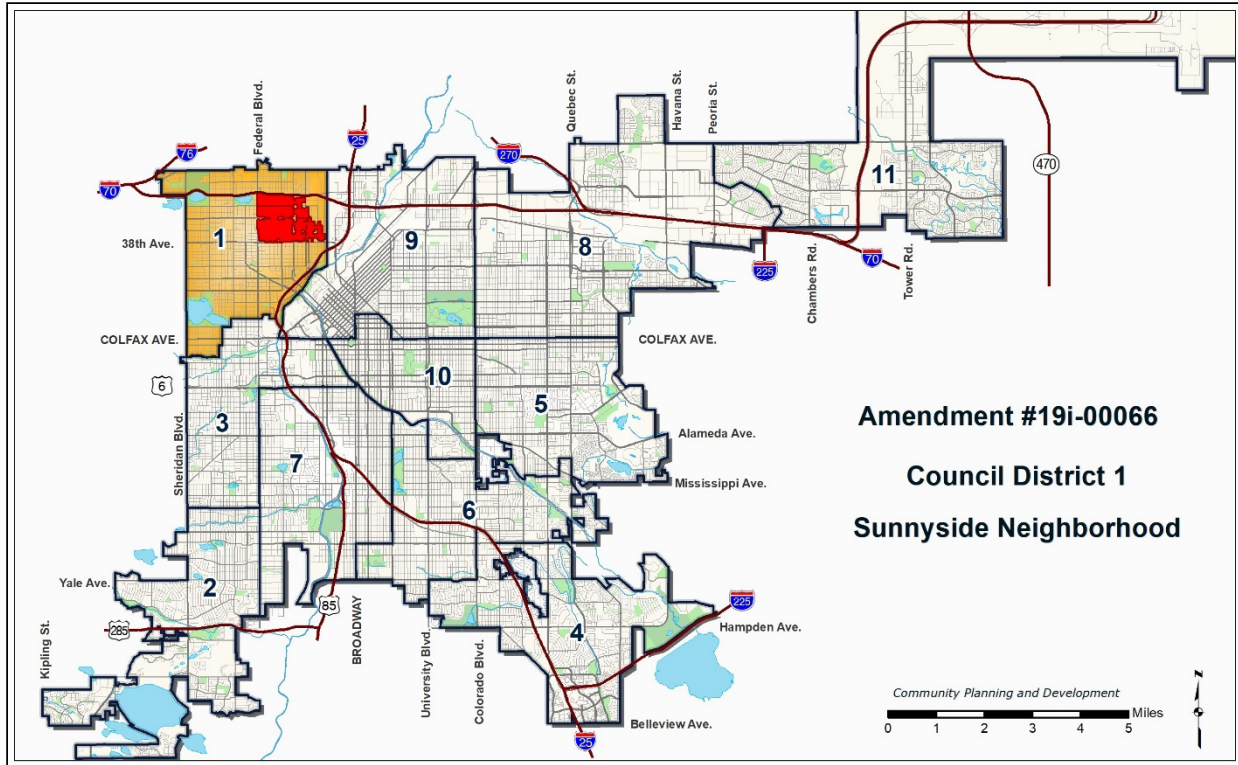 Federal Blvd.
25
Quebec St.
Havana St.
Peoria St.
76
270
70
470
11
38th Ave.
1
9
8
225
70
Chambers Rd.
Tower Rd.
COLFAX AVE.
COLFAX AVE.
6
10
5
3
Amendment #19i-00066
Sheridan Blvd.
Alameda Ave.
7
Council District 1
Mississippi Ave.
6
Sunnyside Neighborhood
Yale Ave.
2
85
225
285
BROADWAY
University Blvd.
Colorado Blvd.
4
Hampden Ave.
Kipling St.
Community Planning and Development
Miles
0 1 2 3 4 5
Belleview Ave.
25
N